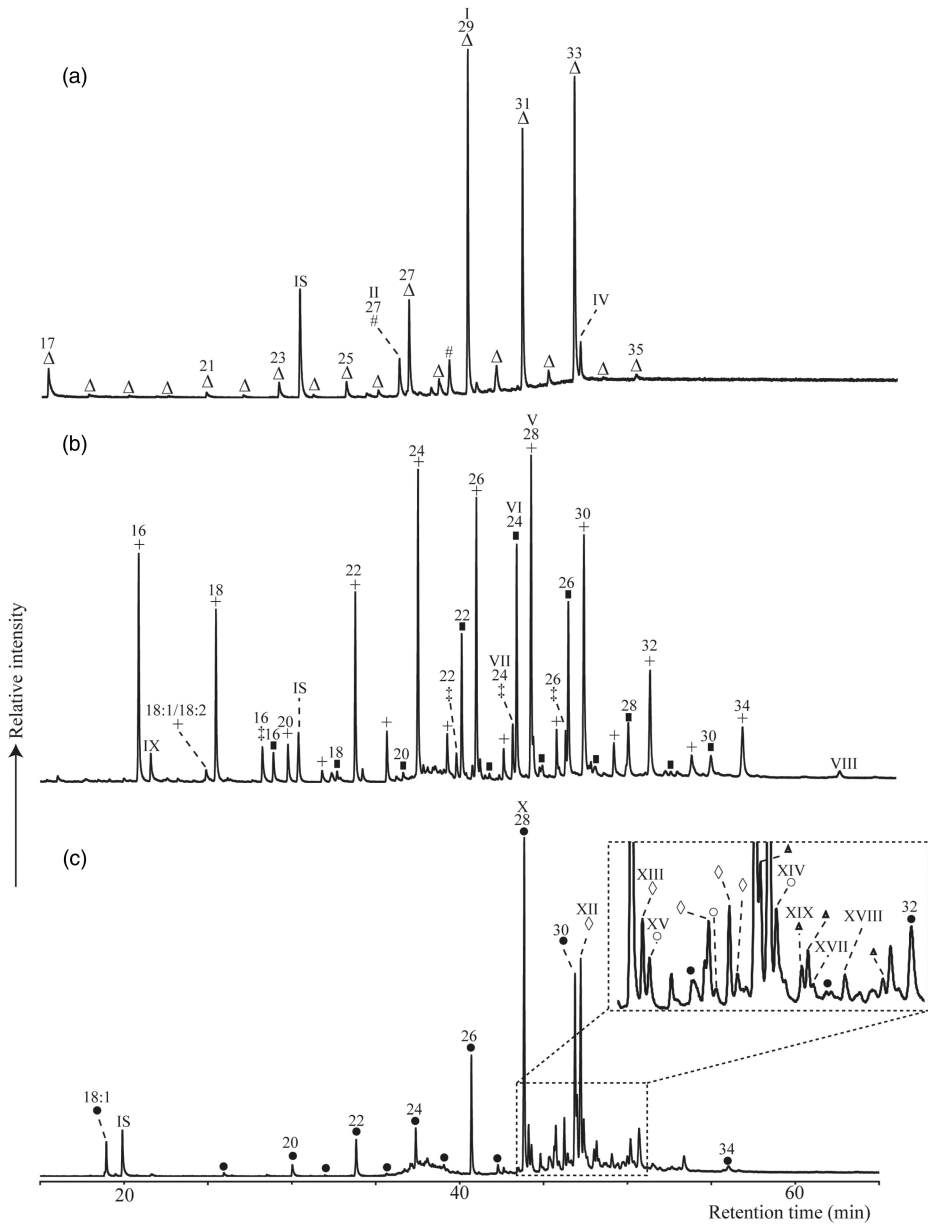 (a)
I
29
Δ
33
Δ
31
Δ
IS
27
Δ
II
27
#
IV
17
Δ
Δ Δ Δ
21
Δ
Δ
23
Δ
Δ
25
Δ
Δ
Δ
#
Δ
Δ
Δ
35
Δ
(b)
V
28
+
24
+
26
+
VI
24
■
30
+
16
+
22
+
18
+
26
■
22
■
VII
24
‡
22
‡
26
‡
32
+
IS
18:1/18:2
+
IX
16
‡
16
■
20
+
+
18
■
+
20
■
+
■
+
■
+
■
+
28
■
■
+
30
■
34
+
VIII
(c)
X
28
●
XII
◇
30
●
XIII
◇
XV
○
●
◇
○
◇
◇
▲
XIV
○
XIX
▲
▲
XVII
●
XVIII
▲
32
●
26
●
18:1
●
IS
●
20
●
●
22
●
●
24
●
●
●
34
●
20 40 60
Retention time (min)
Relative intensity